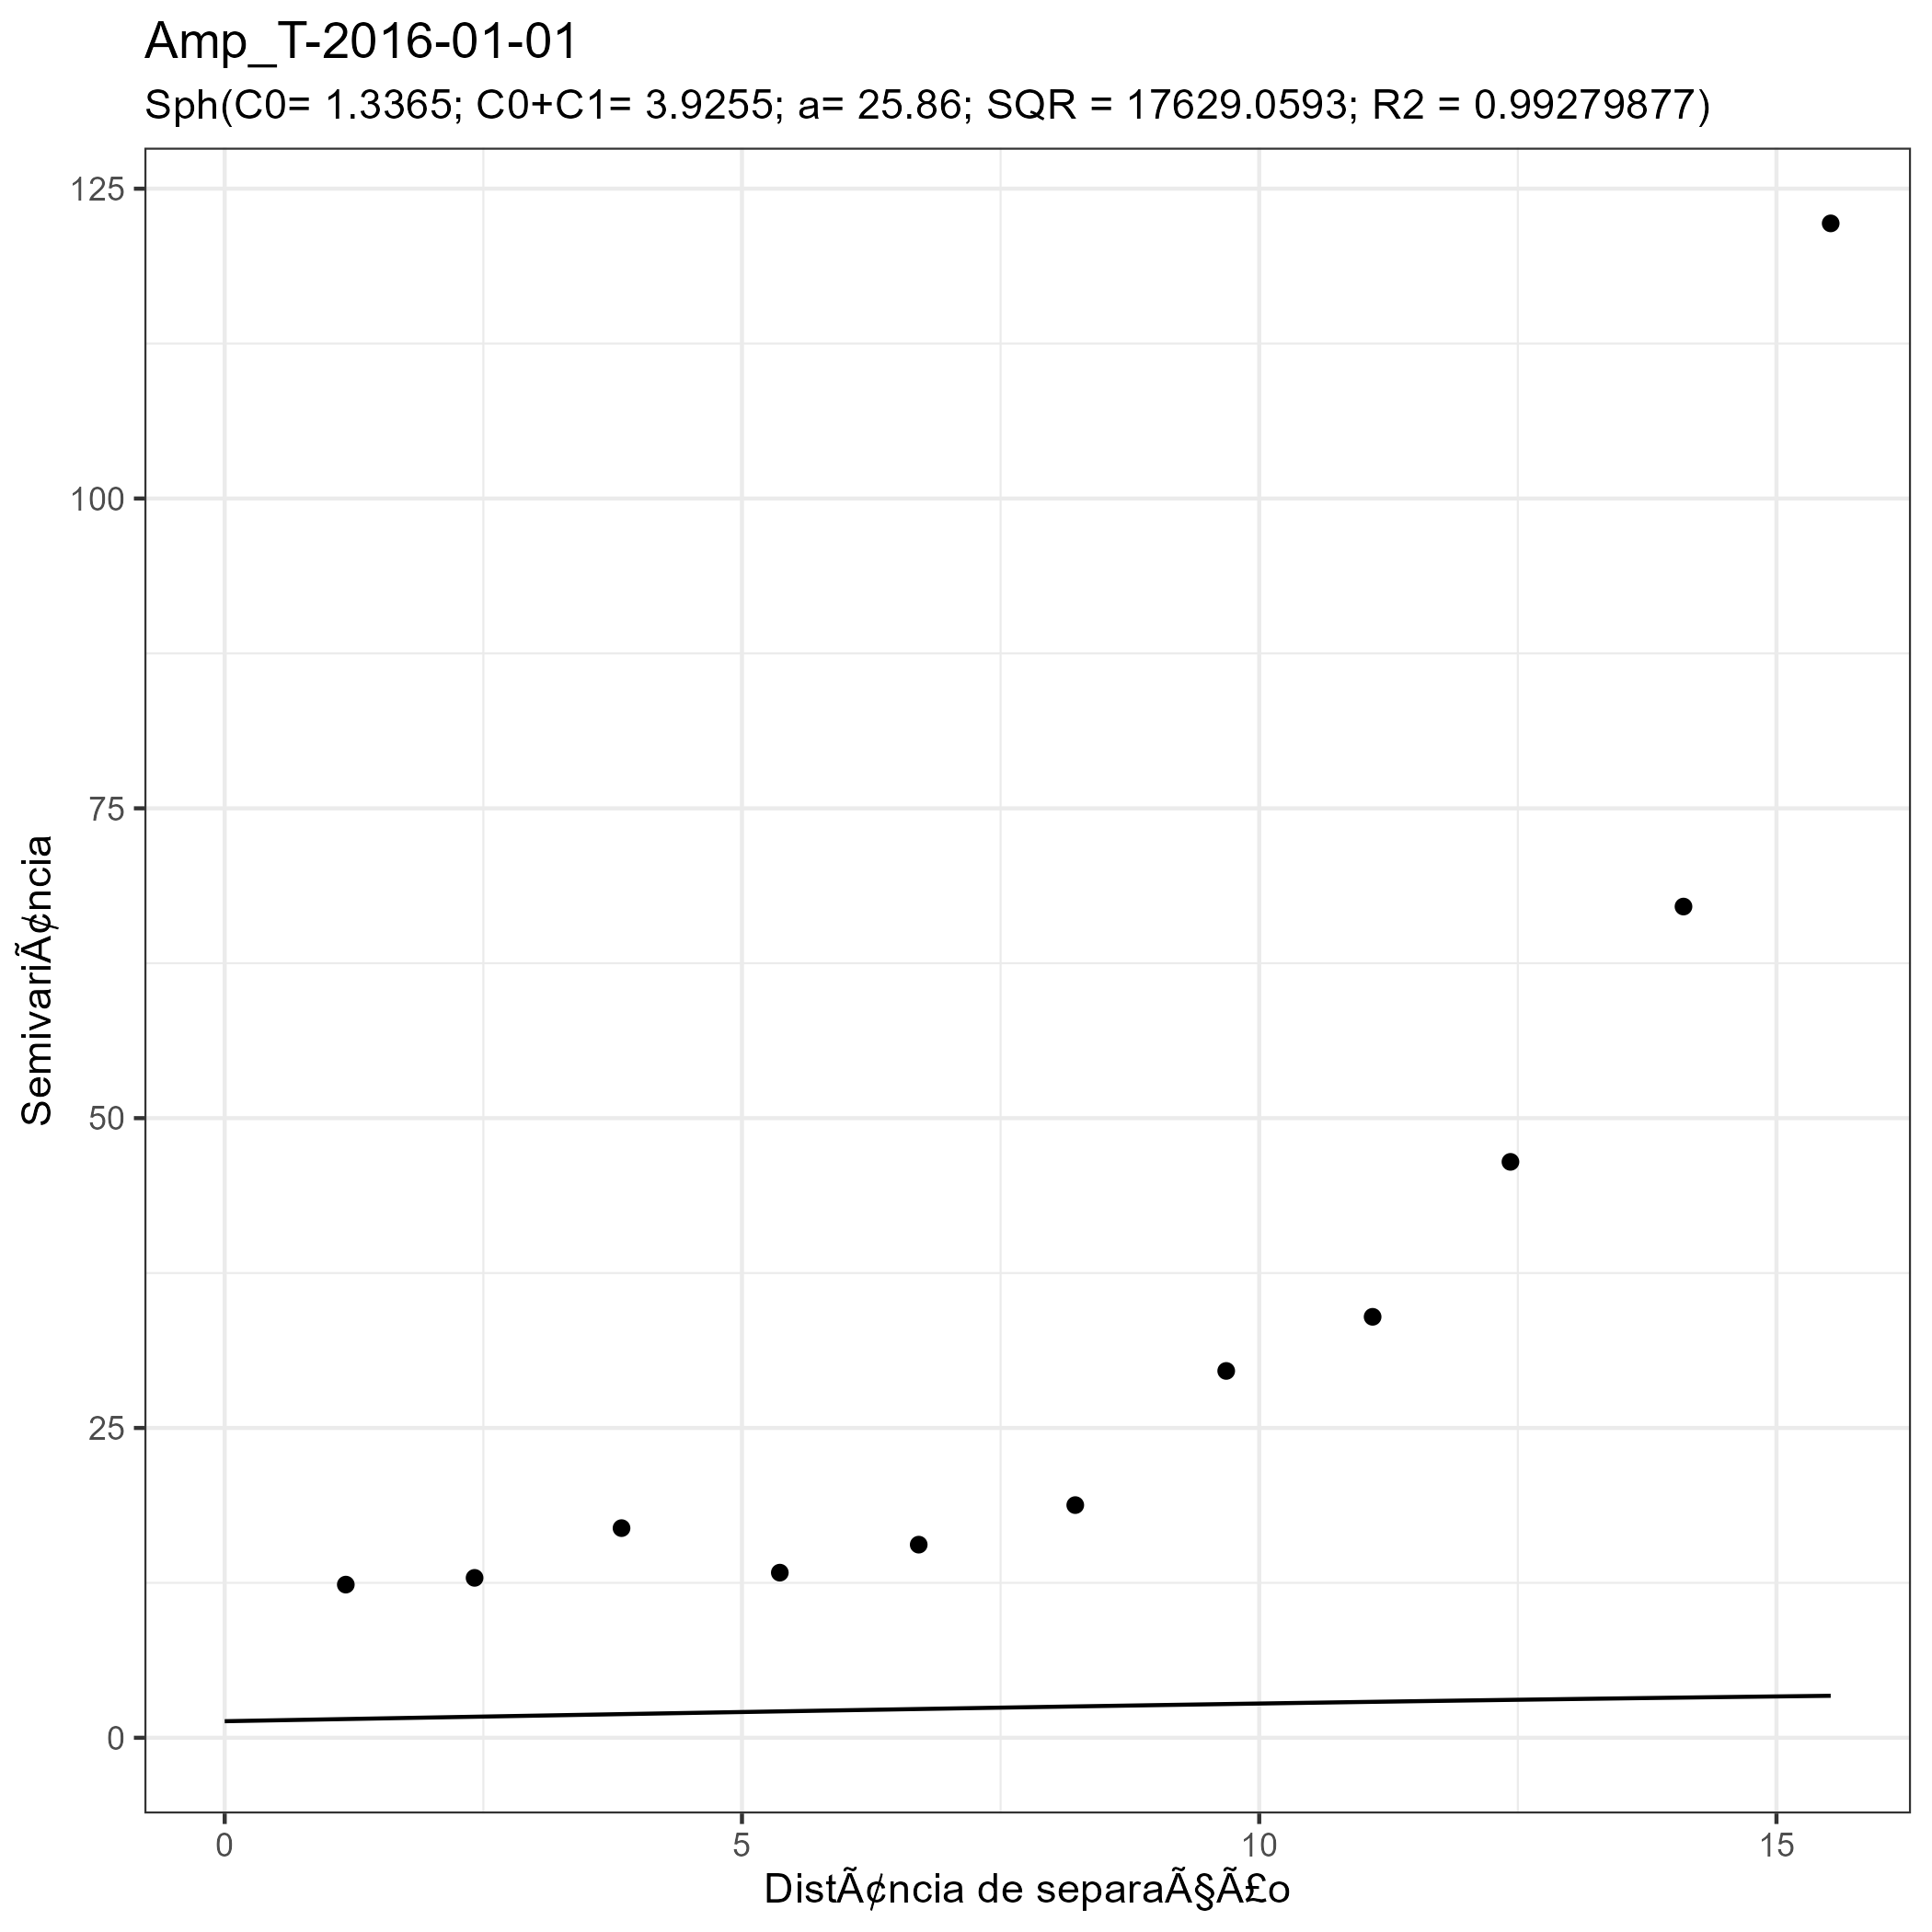 Amp_T-2016-01-01
Sph(C0= 1.3365; C0+C1= 3.9255; a= 25.86; SQR = 17629.0593; R2 = 0.99279877)
125
100
75
50
25
0
SemivariÃ¢ncia
0 5 10 15
DistÃ¢ncia de separaÃ§Ã£o